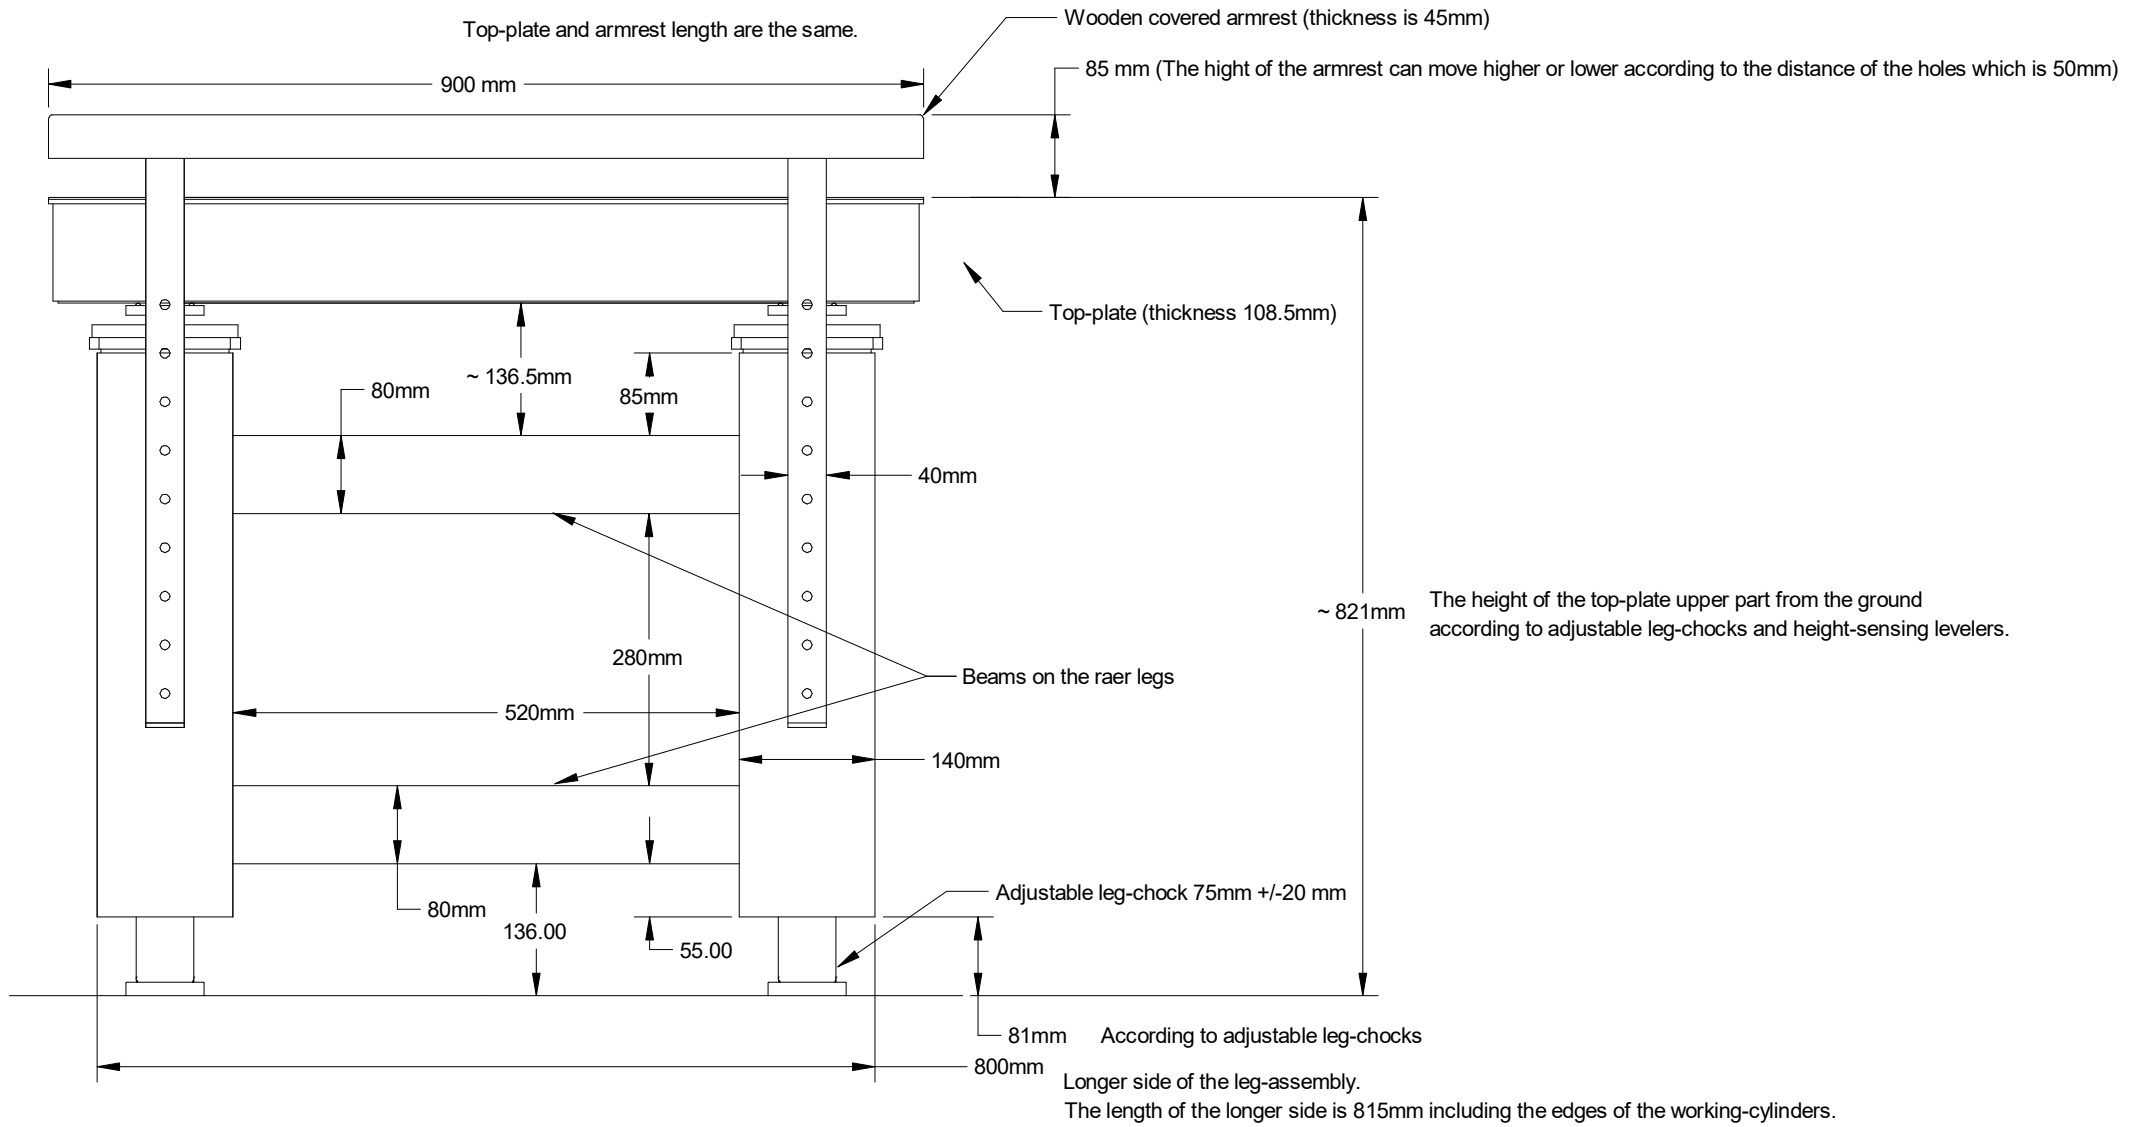 Wooden covered armrest (thickness is 45mm)
Top-plate and armrest length are the same.
85 mm (The hight of the armrest can move higher or lower according to the distance of the holes which is 50mm)
900 mm
Top-plate (thickness 108.5mm)
~ 136.5mm
80mm
85mm
40mm
The height of the top-plate upper part from the ground
~ 821mm
according to adjustable leg-chocks and height-sensing levelers.
280mm
Beams on the raer legs
520mm
140mm
Adjustable leg-chock 75mm +/-20 mm
80mm
136.00
55.00
81mm
According to adjustable leg-chocks
800mm
Longer side of the leg-assembly.
The length of the longer side is 815mm including the edges of the working-cylinders.